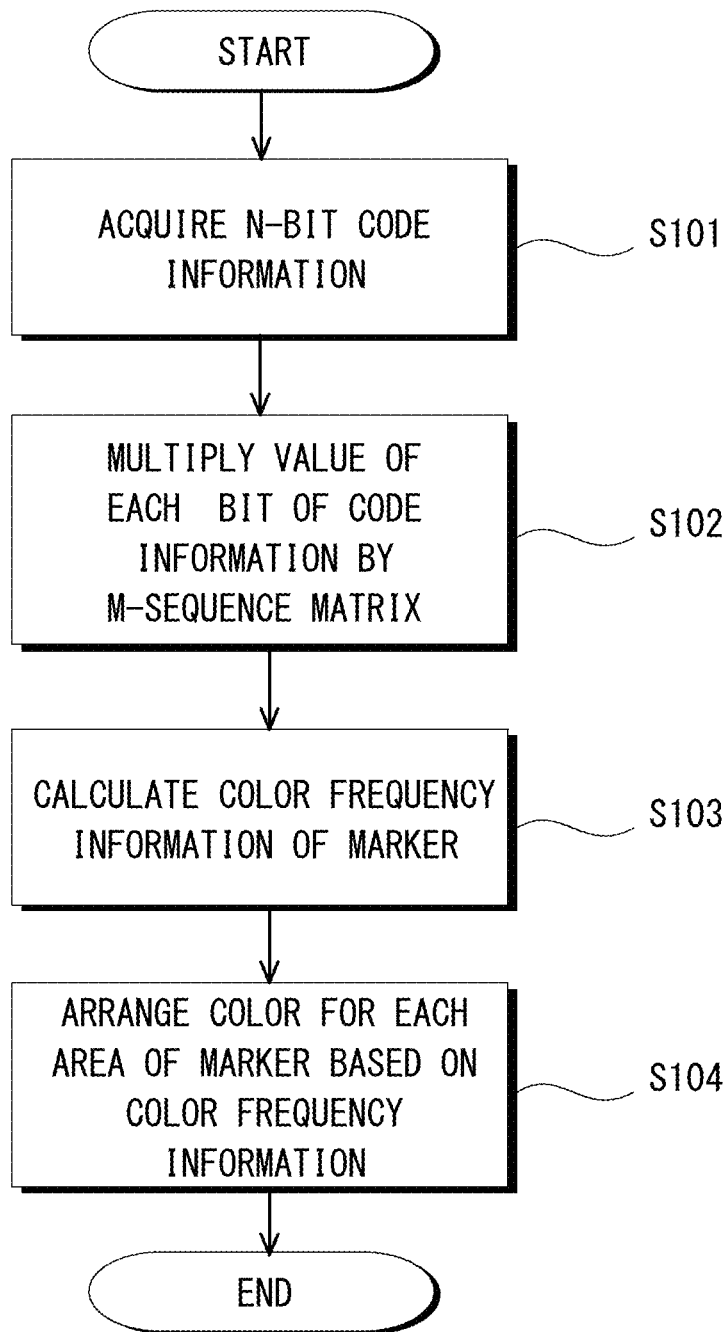 START
ACQUIRE N-BIT CODE
INFORMATION
S101
MULTIPLY VALUE OF
EACH BIT OF CODE
INFORMATION BY
M-SEQUENCE MATRIX
S102
CALCULATE COLOR FREQUENCY
INFORMATION OF MARKER
S103
ARRANGE COLOR FOR EACH
AREA OF MARKER BASED ON
COLOR FREQUENCY
INFORMATION
S104
END